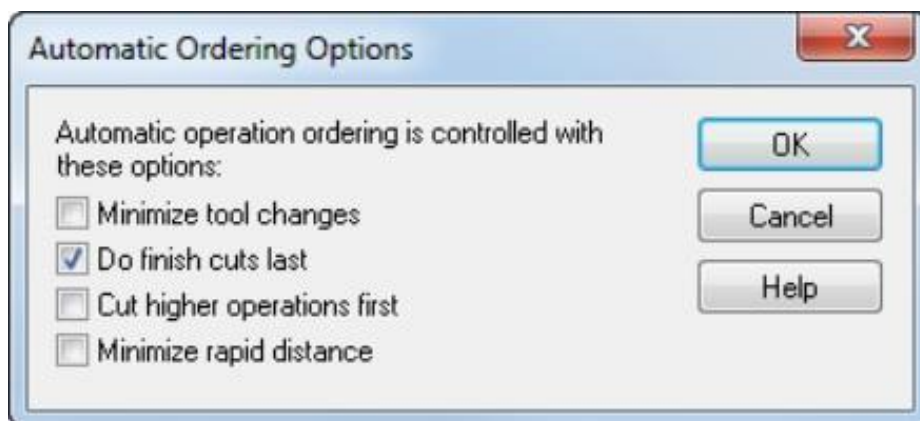 Automatic Ordering Options
Automatic operation ordering is controlled with
these options:
Minimize tool changes
Do finish cuts last
Cut higher operations first
Minimize rapid distance
OK
Cancel
Help